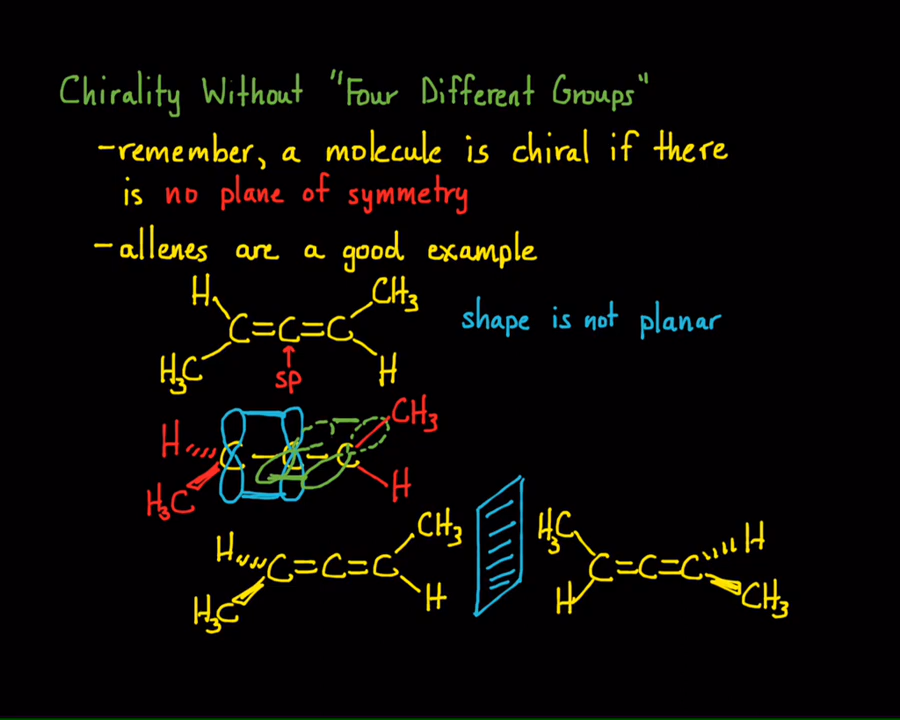 Chirality Without "Four Different Groups"
-remember, a molecule is chiral if there
is no plane of symmetry
-allenes are a good example
H CH3
C=C=C
H3C H
sp
shape is not planar
H CH3
C-C-C
H3C H
H CH3
C=C=C
H3C H
H3C H
C=C=C
H CH3